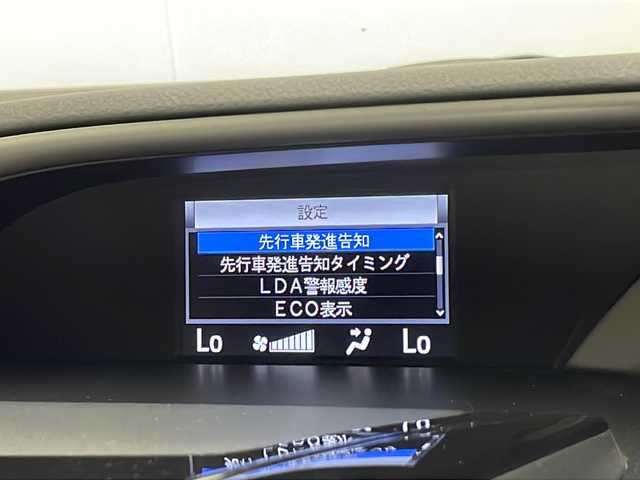 設定
先行車発進告知
先行車発進告知タイミング
LDA警報感度
ECO表示
Lo Lo